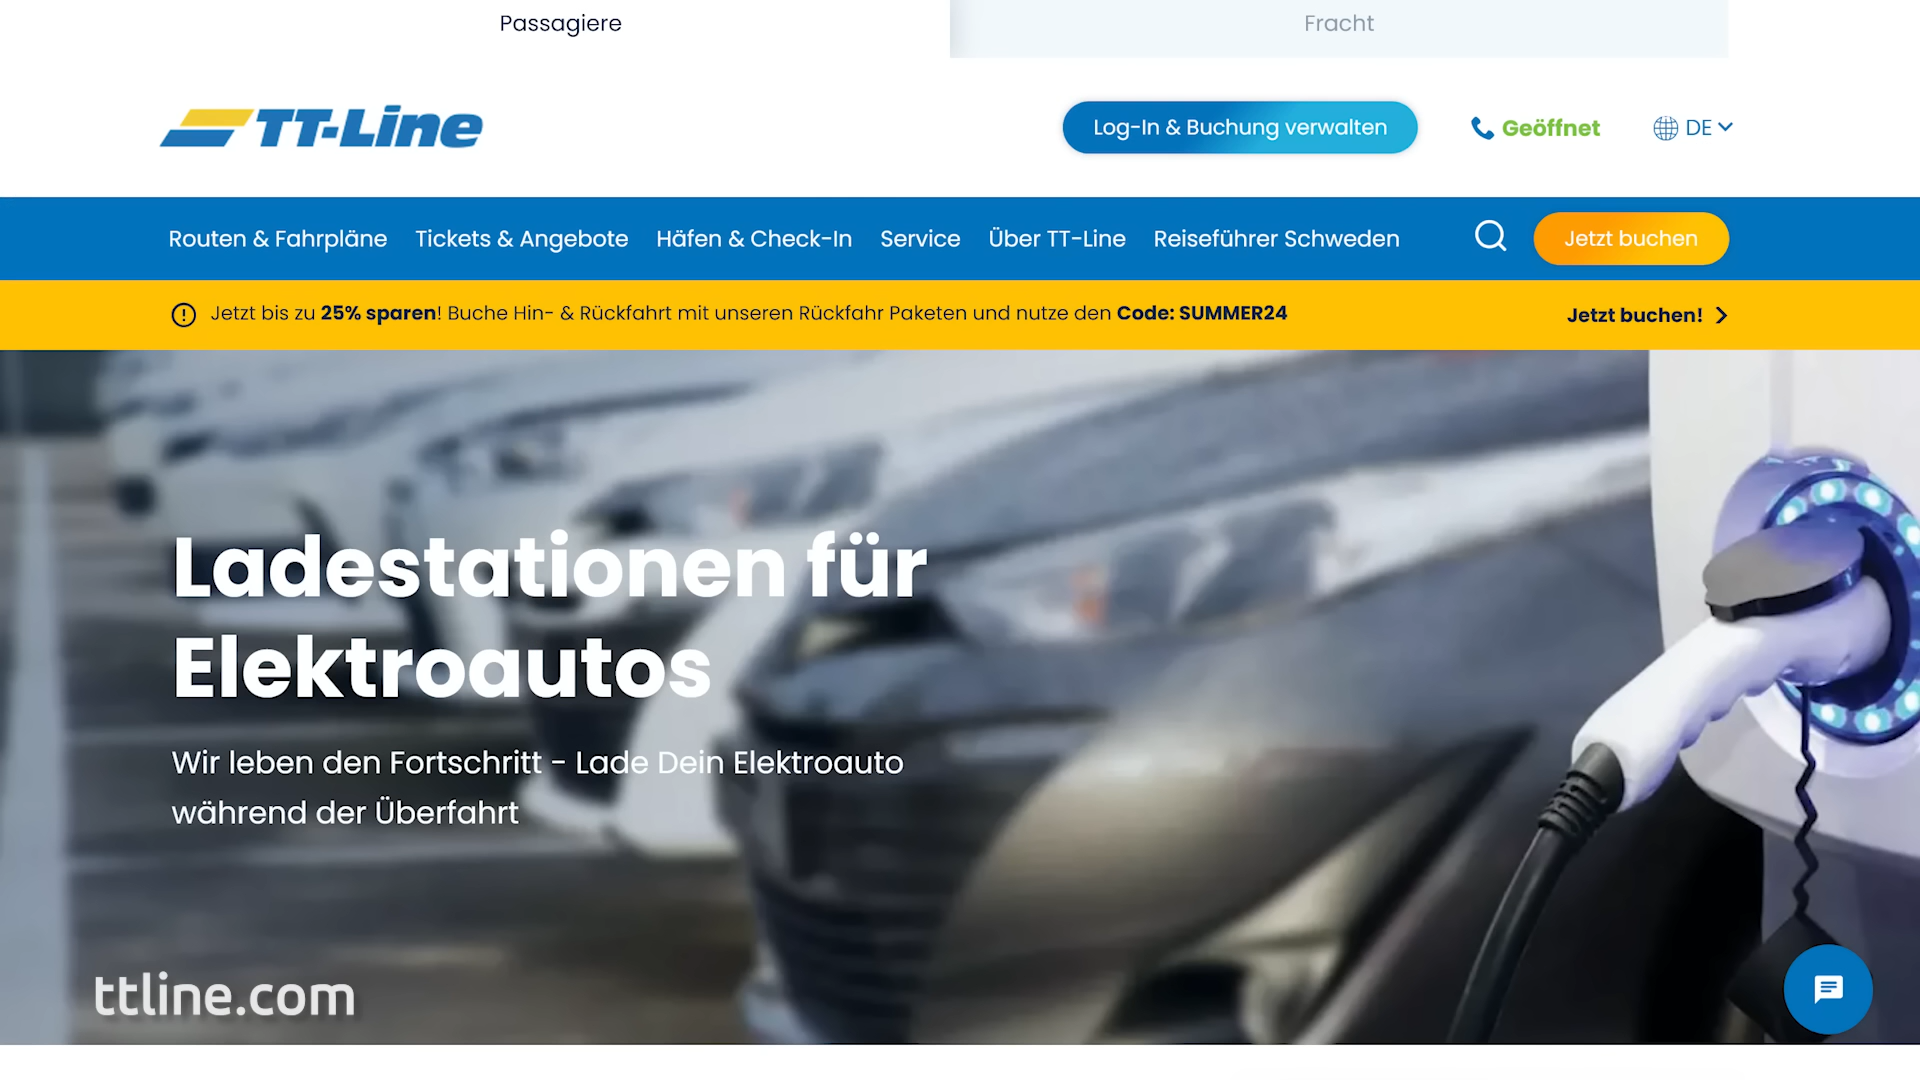 Passagiere
Fracht
TT-Line
Log-In & Buchung verwalten
Geöffnet
DE
Routen & Fahrpläne
Tickets & Angebote
Häfen & Check-In
Service
Über TT-Line
Reiseführer Schweden
Jetzt buchen
Jetzt bis zu 25% sparen! Buche Hin- & Rückfahrt mit unseren Rückfahr Paketen und nutze den Code: SUMMER24
Jetzt buchen!
Ladestationen für
Elektroautos
Wir leben den Fortschritt - Lade Dein Elektroauto
während der Überfahrt
ttline.com